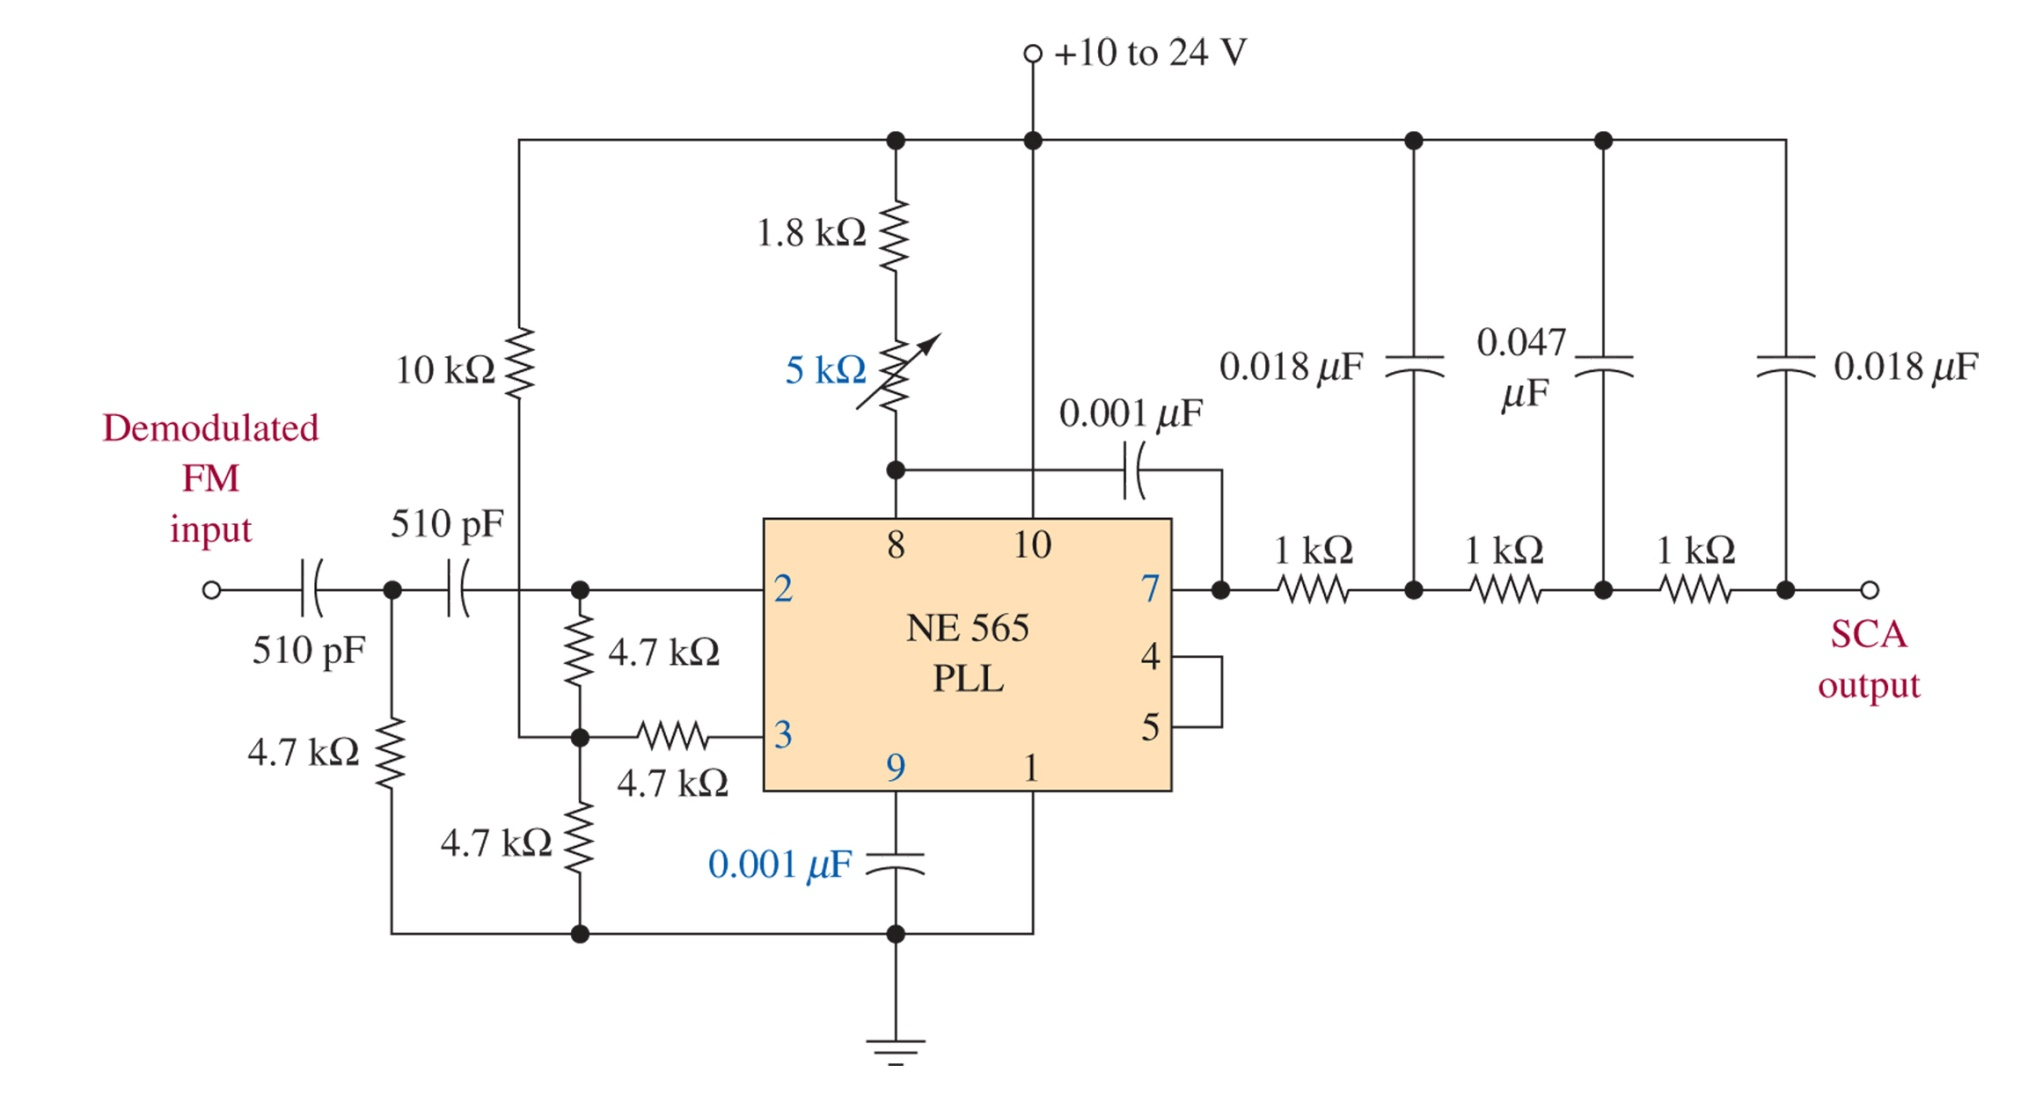 +10 to 24 V
1.8 kΩ
10 kΩ
5 kΩ
0.018 μF
0.047
μF
0.018 μF
0.001 μF
Demodulated
FM
input
510 pF
510 pF
8
10
2
7
NE 565
PLL
4
5
3
9
1
1 kΩ
1 kΩ
1 kΩ
SCA
output
4.7 kΩ
4.7 kΩ
4.7 kΩ
4.7 kΩ
0.001 μF